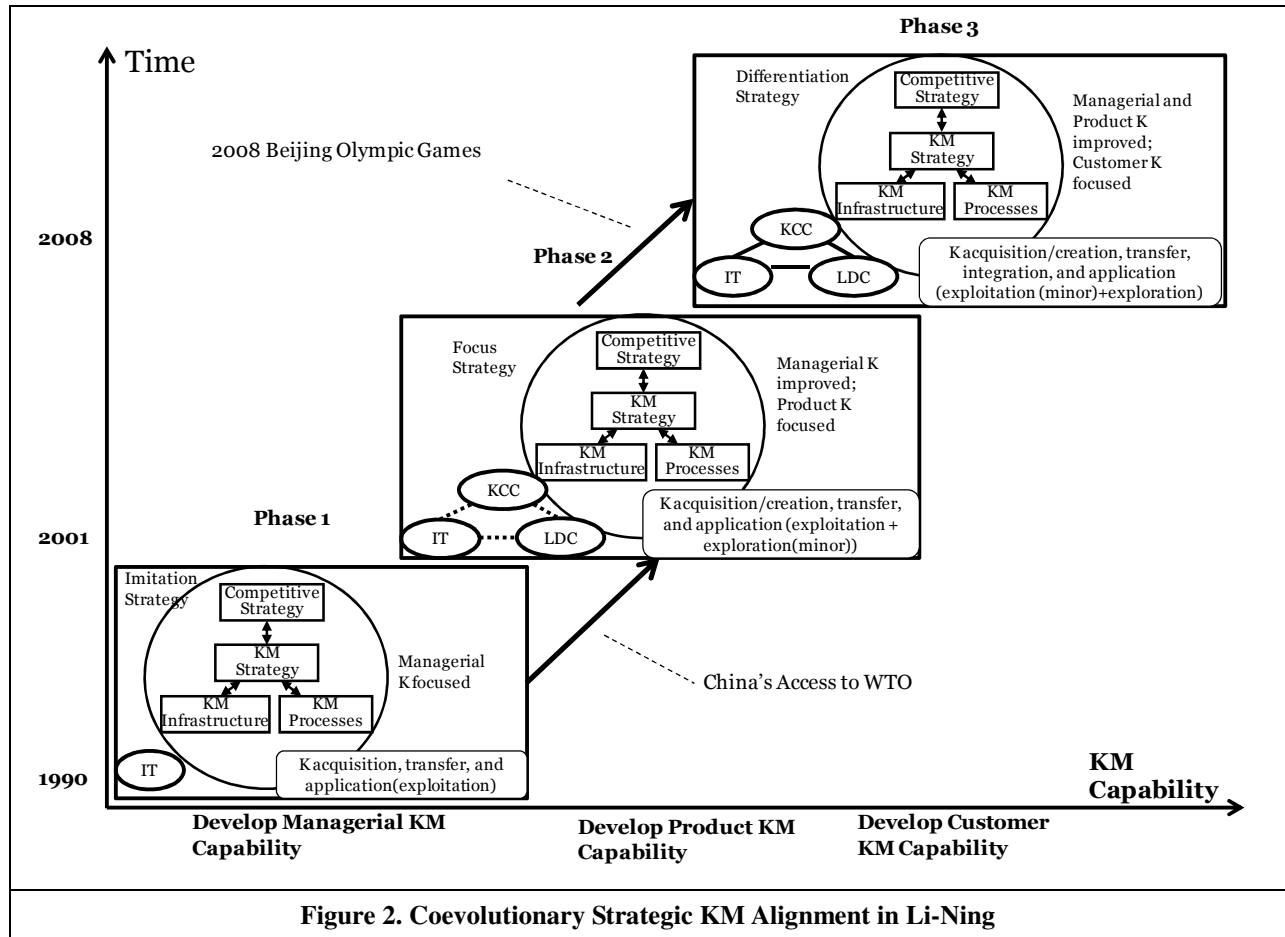 Phase 3
Time
Differentiation
Strategy
Competitive
Strategy
KM
Strategy
KM
Infrastructure
KM
Processes
Managerial and
Product K
improved;
Customer K
focused
KCC
IT
LDC
K acquisition/creation, transfer,
integration, and application
(exploitation (minor)+exploration)
2008 Beijing Olympic Games
2008
Phase 2
Focus
Strategy
Competitive
Strategy
KM
Strategy
KM
Infrastructure
KM
Processes
Managerial K
improved;
Product K
focused
KCC
IT
LDC
K acquisition/creation, transfer,
and application (exploitation +
exploration(minor))
Phase 1
2001
Imitation
Strategy
Competitive
Strategy
KM
Strategy
KM
Infrastructure
KM
Processes
Managerial
K focused
IT
K acquisition, transfer, and
application(exploitation)
China's Access to WTO
1990
KM
Capability
Develop Managerial KM
Capability
Develop Product KM
Capability
Develop Customer
KM Capability
Figure 2. Coevolutionary Strategic KM Alignment in Li-Ning